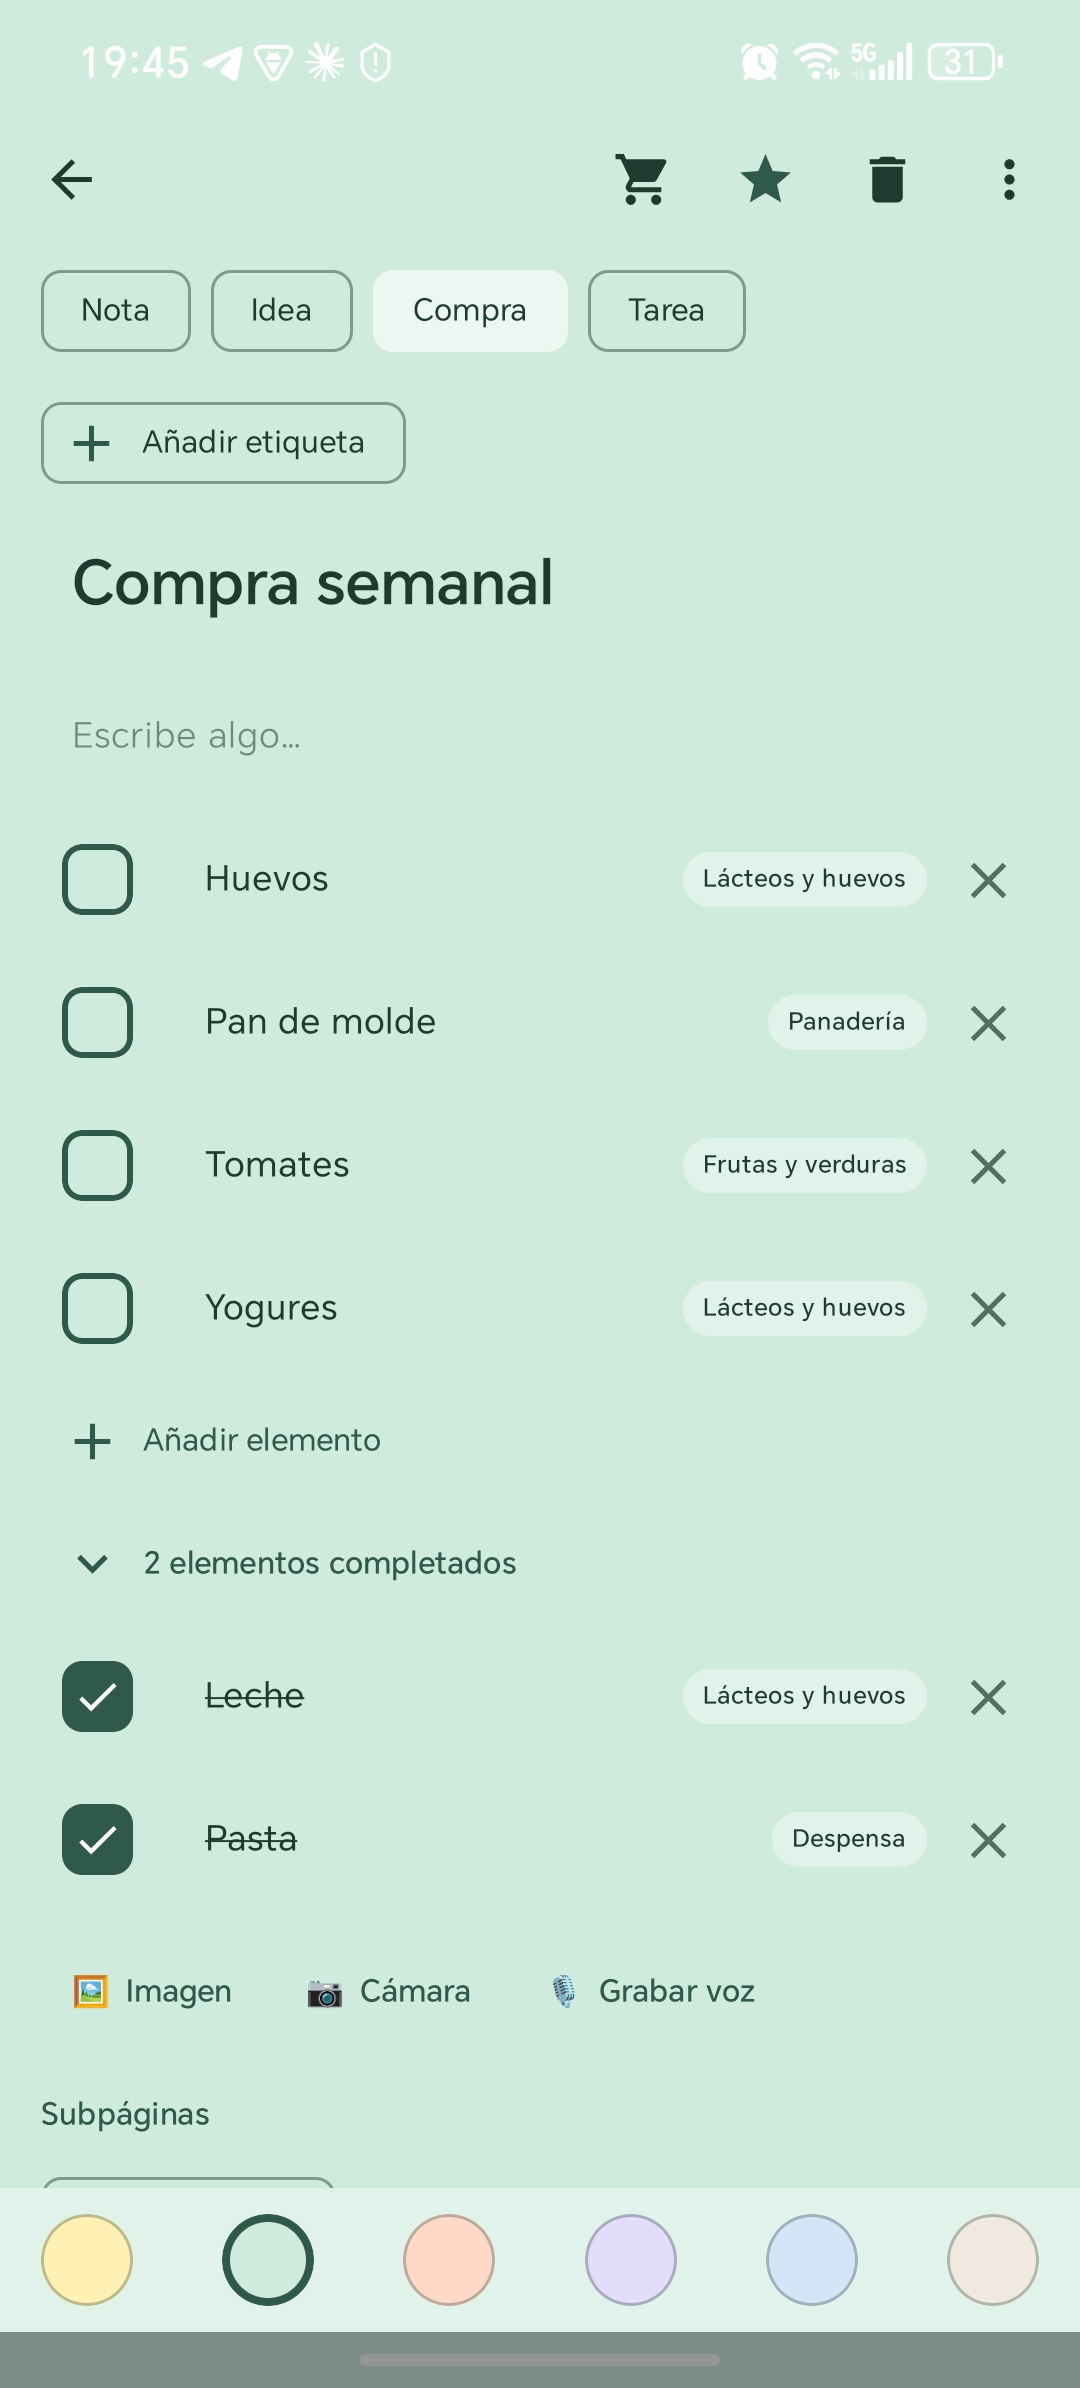 19:45
5G
31
Nota Idea Compra Tarea
Añadir etiqueta
Compra semanal
Escribe algo...
Huevos Lácteos y huevos
Pan de molde Panadería
Tomates Frutas y verduras
Yogures Lácteos y huevos
Añadir elemento
2 elementos completados
Leche Lácteos y huevos
Pasta Despensa
Imagen Cámara Grabar voz
Subpáginas